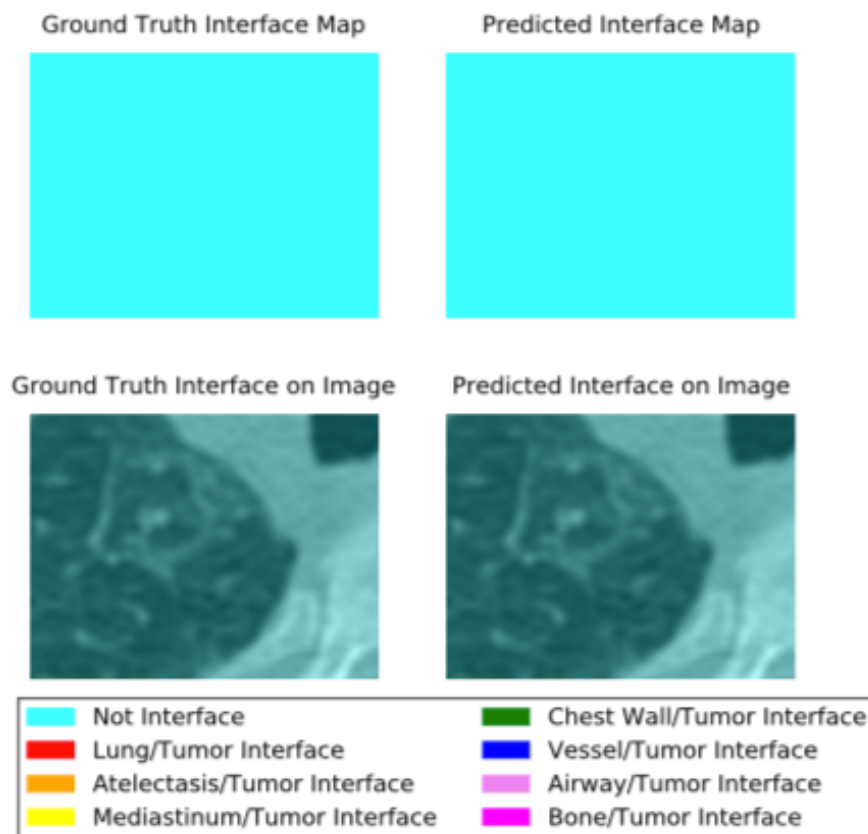 Ground Truth Interface Map
Predicted Interface Map
Ground Truth Interface on Image
Predicted Interface on Image
Not Interface
Lung/Tumor Interface
Atelectasis/Tumor Interface
Mediastinum/Tumor Interface
Chest Wall/Tumor Interface
Vessel/Tumor Interface
Airway/Tumor Interface
Bone/Tumor Interface